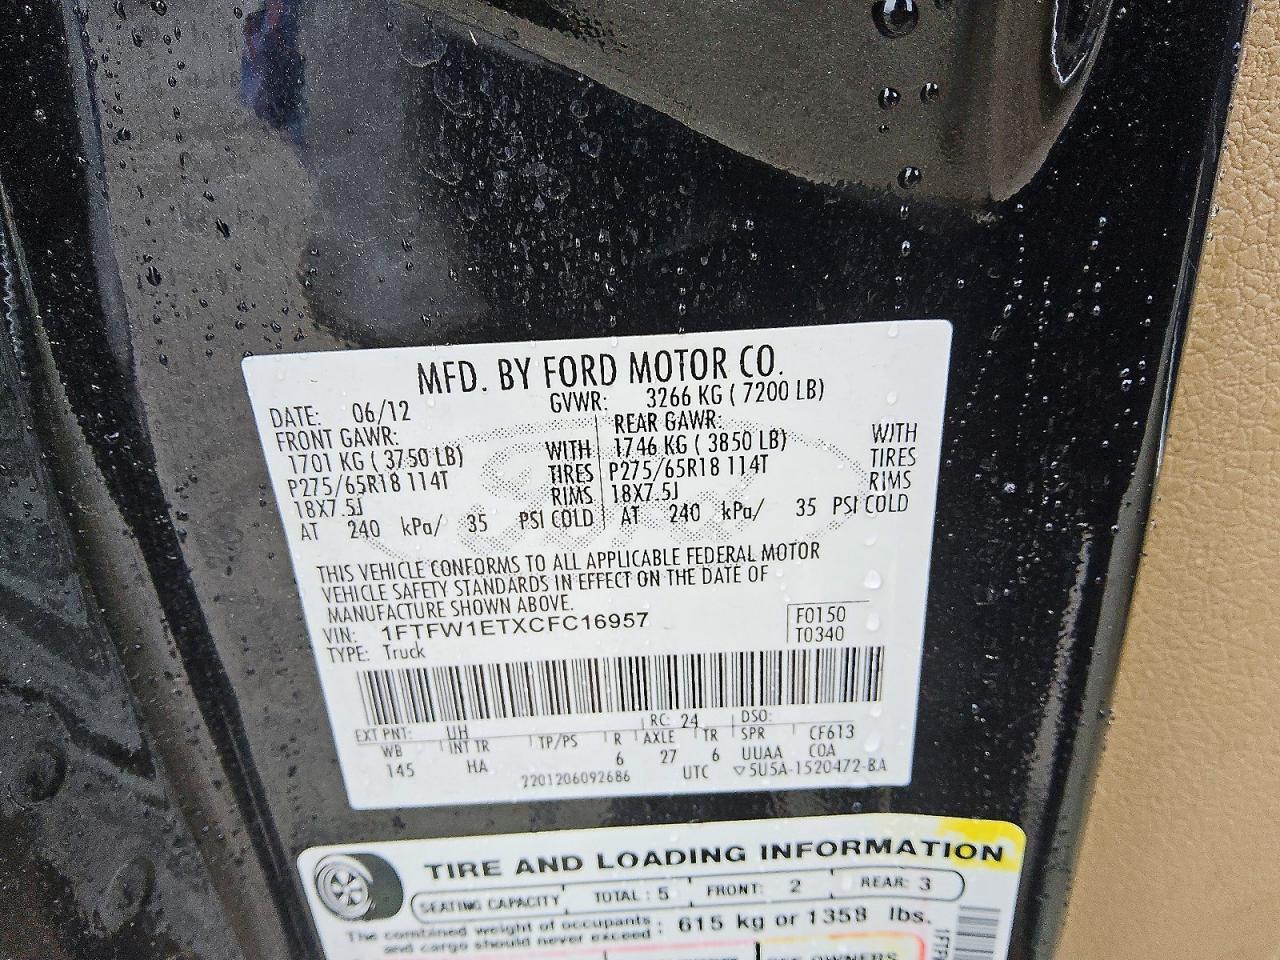 MFD. BY FORD MOTOR CO.
DATE: 06/12 GVWR: 3266 KG ( 7200 LB)
FRONT GAWR: REAR GAWR:
1701 KG ( 3750 LB) WITH 1746 KG ( 3850 LB) WITH
P275/65R18 114T TIRES P275/65R18 114T TIRES
18X7.5J RIMS 18X7.5J RIMS
AT 240 kPa/ 35 PSI COLD AT 240 kPa/ 35 PSI COLD
THIS VEHICLE CONFORMS TO ALL APPLICABLE FEDERAL MOTOR
VEHICLE SAFETY STANDARDS IN EFFECT ON THE DATE OF
MANUFACTURE SHOWN ABOVE.
VIN: 1FTFW1ETXCFC16957 F0150
TYPE: Truck T0340
EXT PNT: UH RC: 24 DSO:
WB INT TR TP/PS R AXLE TR SPR CF613
145 HA 6 27 6 UUAA COA
2201206092686 UTC ▽5U5A-1520472-BA
TIRE AND LOADING INFORMATION
SEATING CAPACITY TOTAL: 5 FRONT: 2 REAR: 3
The combined weight of occupants : 615 kg or 1358 lbs.
and cargo should never exceed